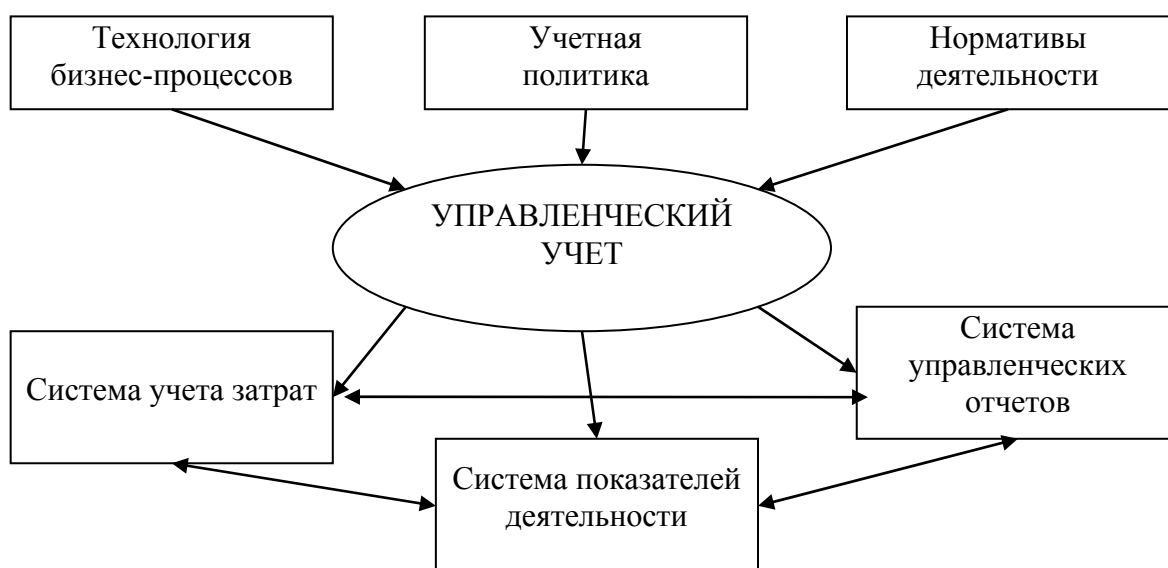 Технология
бизнес-процессов
Учетная
политика
Нормативы
деятельности
УПРАВЛЕНЧЕСКИЙ
УЧЕТ
Система учета затрат
Система
управленческих
отчетов
Система показателей
деятельности